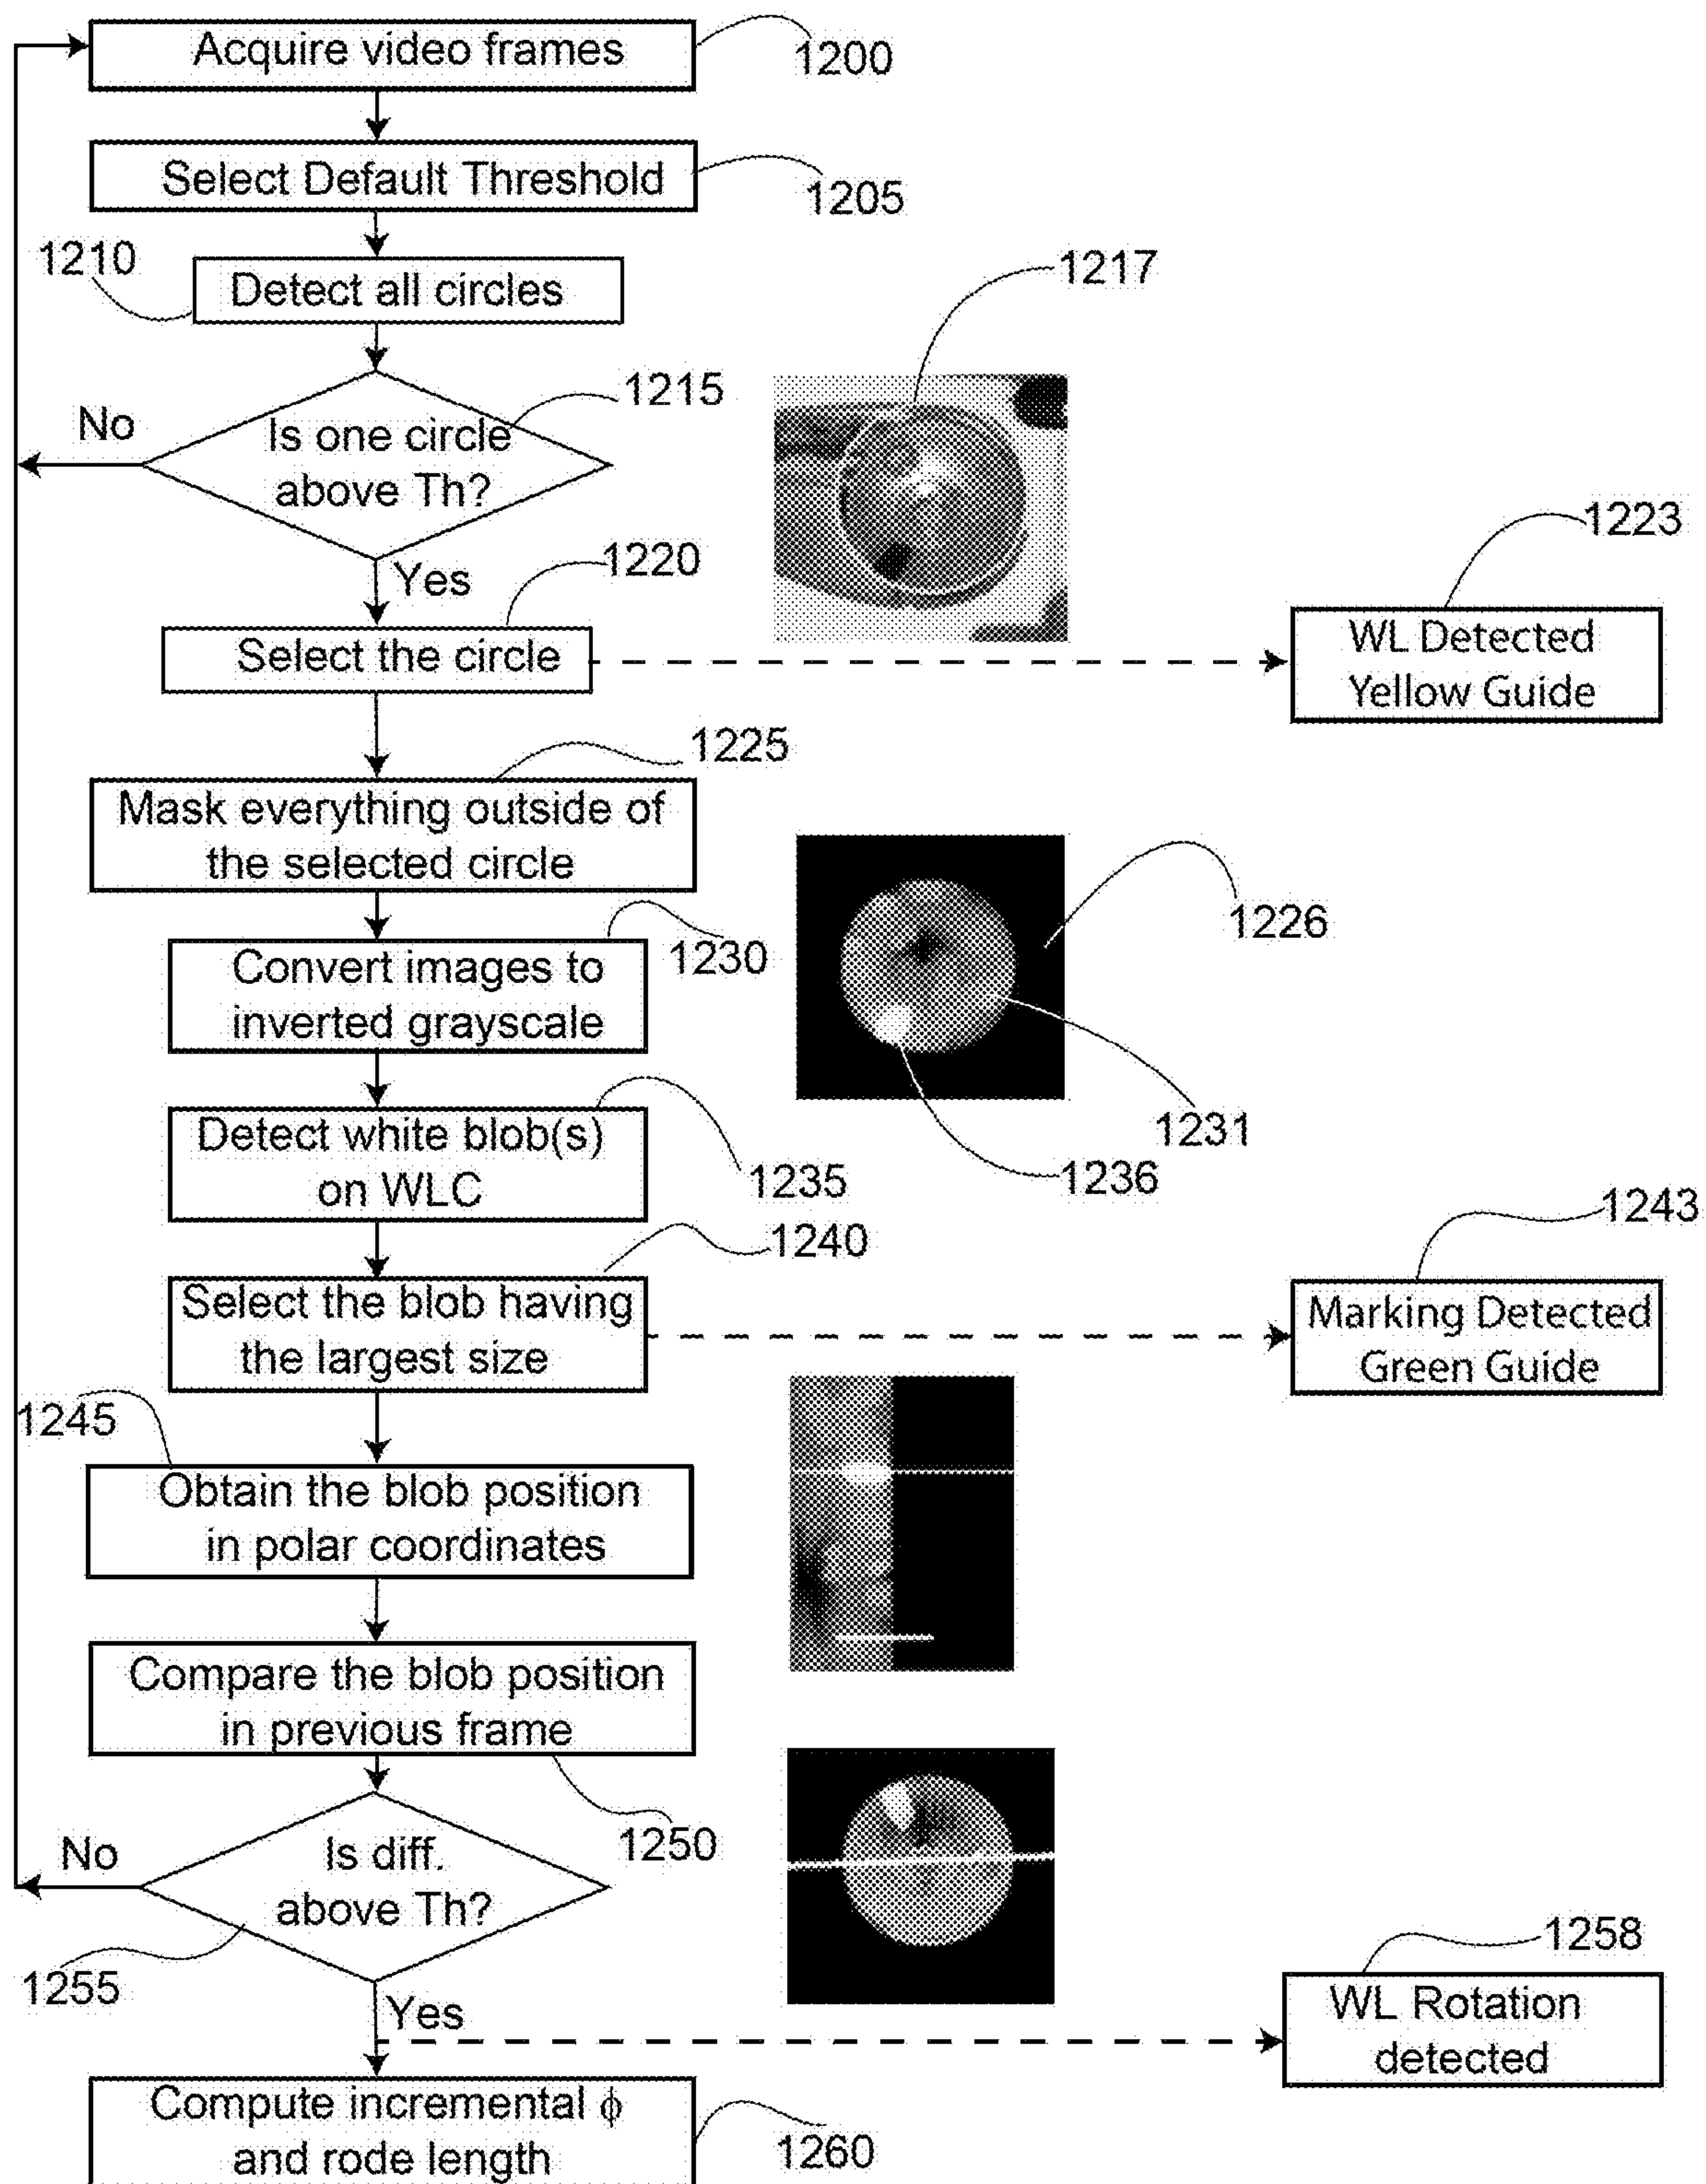 Acquire video frames
1200
Select Default Threshold
1205
1210
Detect all circles
1217
1215
No
Is one circle
above Th?
1220
Yes
1223
Select the circle
WL Detected
Yellow Guide
1225
Mask everything outside of
the selected circle
1226
1230
Convert images to
inverted grayscale
1231
Detect white blob(s)
on WLC
1235
1236
1243
1240
Select the blob having
the largest size
Marking Detected
Green Guide
1245
Obtain the blob position
in polar coordinates
Compare the blob position
in previous frame
1250
No
Is diff.
above Th?
1255
1258
Yes
WL Rotation
detected
Compute incremental ϕ
and rode length
1260